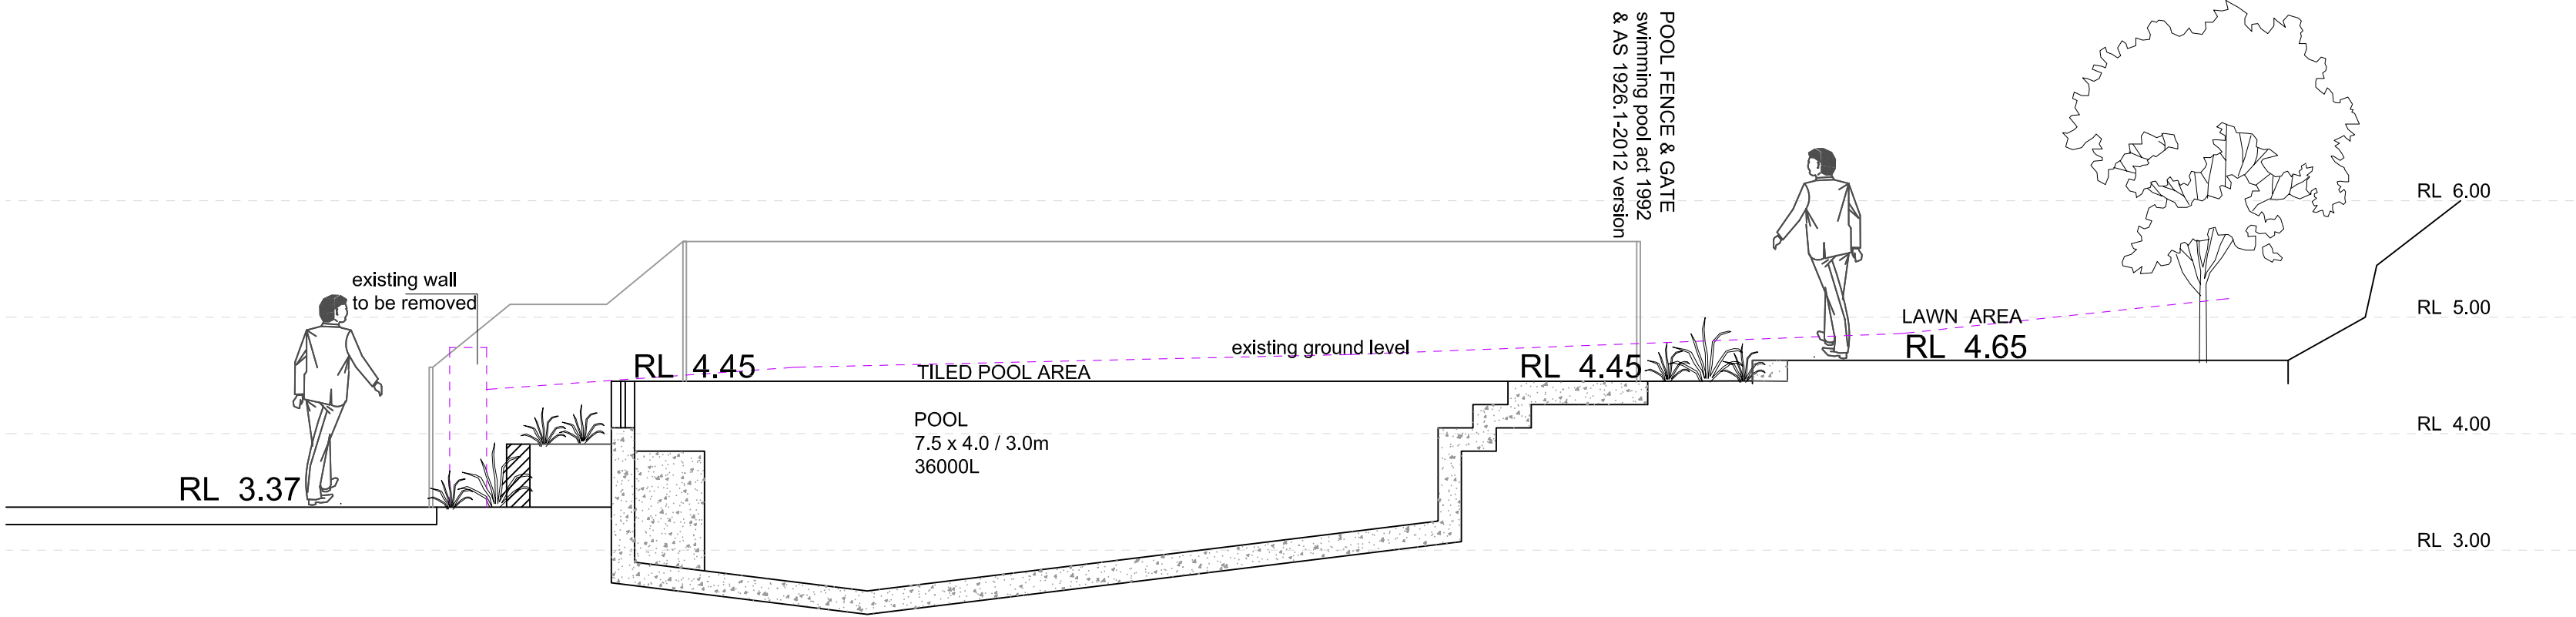 POOL FENCE & GATE
swimming pool act 1992
& AS 1926.1-2012 version
RL 6.00
existing wall
to be removed
RL 5.00
LAWN AREA
existing ground level
RL 4.65
RL 4.45
RL 4.45
TILED POOL AREA
POOL
7.5 x 4.0 / 3.0m
36000L
RL 4.00
RL 3.37
RL 3.00